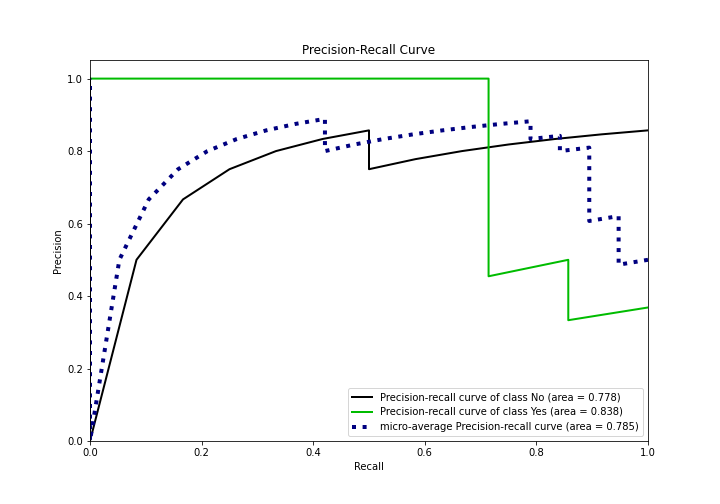 Precision-Recall Curve
1.0
0.8
0.6
0.4
0.2
0.0
Precision
0.0 0.2 0.4 0.6 0.8 1.0
Recall
Precision-recall curve of class No (area = 0.778)
Precision-recall curve of class Yes (area = 0.838)
micro-average Precision-recall curve (area = 0.785)